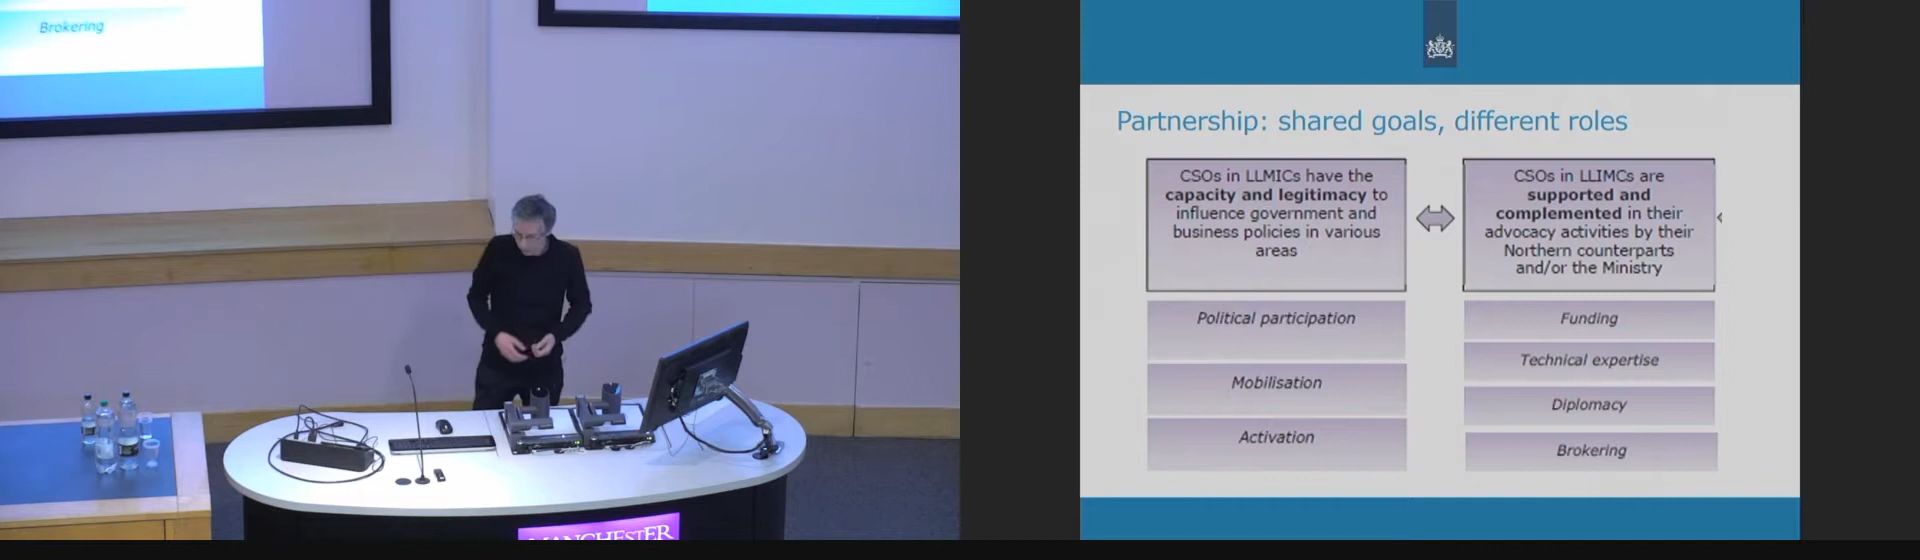 Brokering
MANCHESTER
Partnership: shared goals, different roles
CSOs in LLMICs have the
capacity and legitimacy to
influence government and
business policies in various
areas
Political participation
Mobilisation
Activation
CSOs in LLIMCs are
supported and
complemented in their
advocacy activities by their
Northern counterparts
and/or the Ministry
Funding
Technical expertise
Diplomacy
Brokering